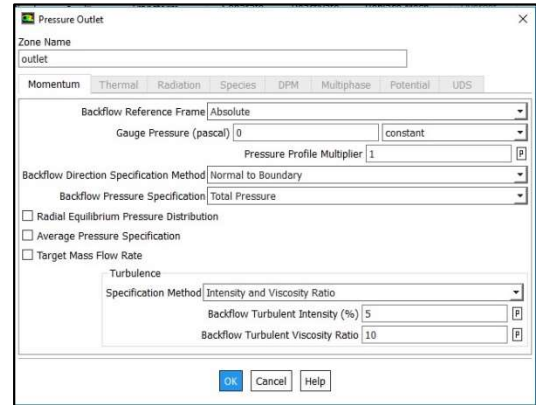 Pressure Outlet
Zone Name
outlet
Momentum Thermal Radiation Species DPM Multiphase Potential UDS
Backflow Reference Frame Absolute
Gauge Pressure (pascal) 0 constant
Pressure Profile Multiplier 1 P
Backflow Direction Specification Method Normal to Boundary
Backflow Pressure Specification Total Pressure
Radial Equilibrium Pressure Distribution
Average Pressure Specification
Target Mass Flow Rate
Turbulence
Specification Method Intensity and Viscosity Ratio
Backflow Turbulent Intensity (%) 5 P
Backflow Turbulent Viscosity Ratio 10 P
OK Cancel Help